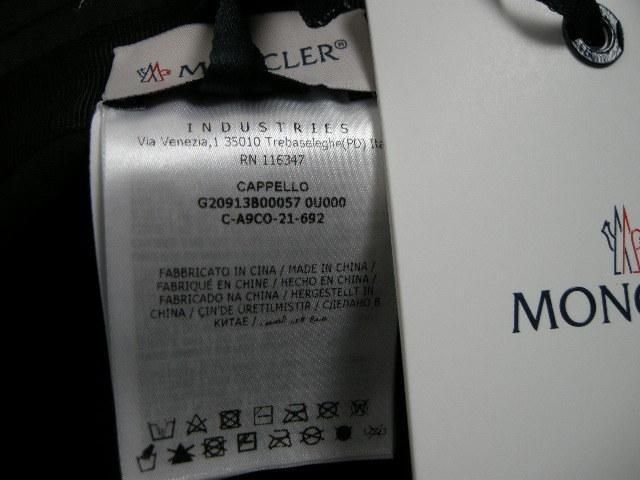 MONCLER®
INDUSTRIES
Via Venezia,1 35010 Trebaseleghe(PD) Ita
RN 116347
CAPPELLO
G20913B00057 0U000
C-A9CO-21-692
FABBRICATO IN CINA / MADE IN CHINA /
FABRIQUÉ EN CHINE / HECHO EN CHINA /
FABRICADO NA CHINA / HERGESTELLT IN
CHINA / ÇIN'DE ÜRETILMISTIR / СДЕЛАНО В
КИТАЕ /
MONC